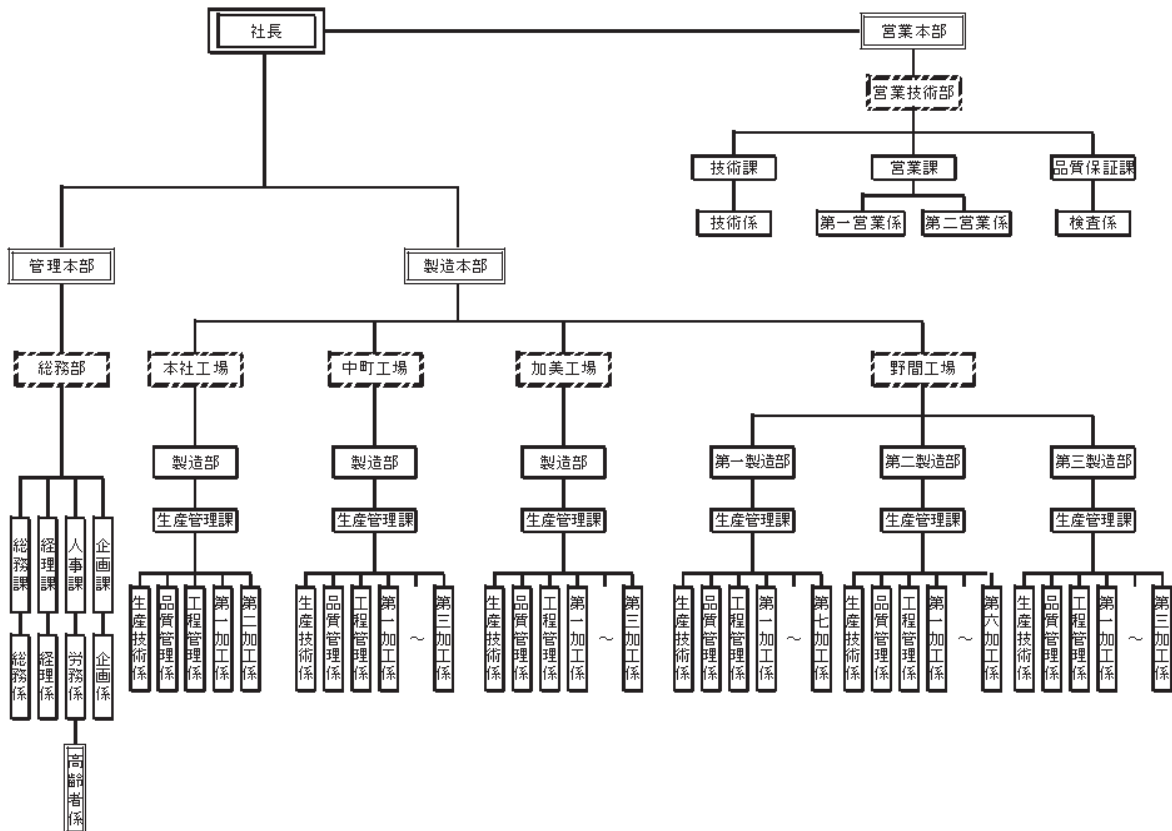 社長
営業本部
営業技術部
技術課
営業課
品質保証課
技術係
第一営業係
第二営業係
検査係
管理本部
製造本部
総務部
本社工場
中町工場
加美工場
野間工場
製造部
製造部
製造部
第一製造部
第二製造部
第三製造部
生産管理課
生産管理課
生産管理課
生産管理課
生産管理課
生産管理課
総務課
経理課
人事課
企画課
総務係
経理係
労務係
企画係
高齢者係
生産技術係
品質管理係
工程管理係
第一加工係
第二加工係
生産技術係
品質管理係
工程管理係
第一加工係
~
第三加工係
生産技術係
品質管理係
工程管理係
第一加工係
~
第三加工係
生産技術係
品質管理係
工程管理係
第一加工係
~
第七加工係
生産技術係
品質管理係
工程管理係
第一加工係
~
第六加工係
生産技術係
品質管理係
工程管理係
第一加工係
~
第三加工係